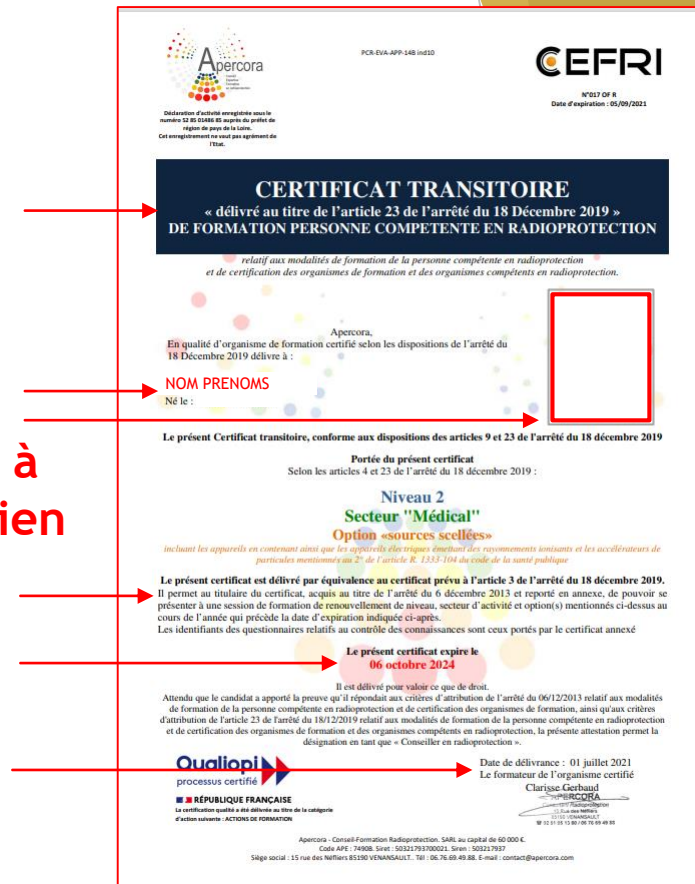 Apercora
Conseil
Expertise
Formation
en radioprotection
Déclaration d'activité enregistrée sous le
numéro 52 85 01486 85 auprès du préfet de
région de pays de la Loire.
Cet enregistrement ne vaut pas agrément de
l'Etat.
PCR-EVA-APP-14B ind10
CEFRI
N°017 OF R
Date d'expiration : 05/09/2021
CERTIFICAT TRANSITOIRE
« délivré au titre de l'article 23 de l'arrêté du 18 Décembre 2019 »
DE FORMATION PERSONNE COMPETENTE EN RADIOPROTECTION
relatif aux modalités de formation de la personne compétente en radioprotection
et de certification des organismes de formation et des organismes compétents en radioprotection.
Apercora,
En qualité d'organisme de formation certifié selon les dispositions de l'arrêté du
18 Décembre 2019 délivre à :
NOM PRENOMS
Né le :
Le présent Certificat transitoire, conforme aux dispositions des articles 9 et 23 de l'arrêté du 18 décembre 2019
à
ien
Portée du présent certificat
Selon les articles 4 et 23 de l'arrêté du 18 décembre 2019 :
Niveau 2
Secteur "Médical"
Option «sources scellées»
incluant les appareils en contenant ainsi que les appareils électriques émettant des rayonnements ionisants et les accélérateurs de
particules mentionnés au 2° de l'article R. 1333-104 du code de la santé publique
Le présent certificat est délivré par équivalence au certificat prévu à l'article 3 de l'arrêté du 18 décembre 2019.
Il permet au titulaire du certificat, acquis au titre de l'arrêté du 6 décembre 2013 et reporté en annexe, de pouvoir se
présenter à une session de formation de renouvellement de niveau, secteur d'activité et option(s) mentionnés ci-dessus au
cours de l'année qui précède la date d'expiration indiquée ci-après.
Les identifiants des questionnaires relatifs au contrôle des connaissances sont ceux portés par le certificat annexé
Le présent certificat expire le
06 octobre 2024
Il est délivré pour valoir ce que de droit.
Attendu que le candidat a apporté la preuve qu'il répondait aux critères d'attribution de l'arrêté du 06/12/2013 relatif aux modalités
de formation de la personne compétente en radioprotection et de certification des organismes de formation, ainsi qu'aux critères
d'attribution de l'article 23 de l'arrêté du 18/12/2019 relatif aux modalités de formation de la personne compétente en radioprotection
et de certification des organismes de formation et des organismes compétents en radioprotection, la présente attestation permet la
désignation en tant que « Conseiller en radioprotection ».
Qualiopi
processus certifié
RÉPUBLIQUE FRANÇAISE
La certification qualité a été délivrée au titre de la catégorie
d'action suivante : ACTIONS DE FORMATION
Date de délivrance : 01 juillet 2021
Le formateur de l'organisme certifié
Clarisse Gerbaud
APERCORA
Radioprotection
15 Rue des Néfliers
85190 VENANSAULT
Apercora - Conseil-Formation Radioprotection. SARL au capital de 60 000 €.
Code APE : 7490B. Siret : 50321793700021. Siren : 503217937
Siège social : 15 rue des Néfliers 85190 VENANSAULT.. Tél : 06.76.69.49.88. E-mail : contact@apercora.com